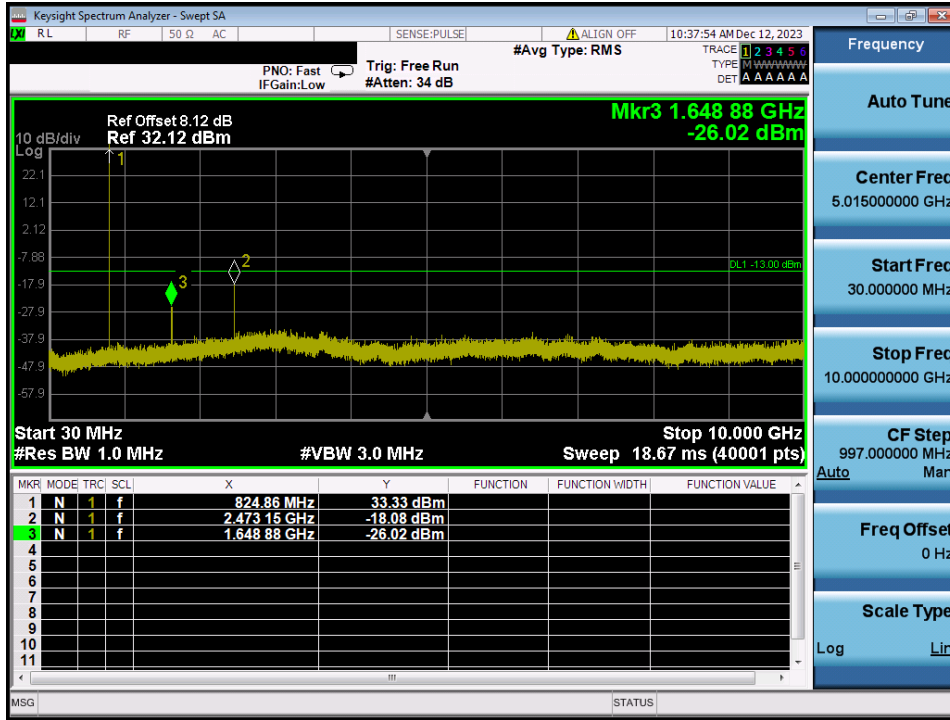 Keysight Spectrum Analyzer - Swept SA
LXI RL RF 50 Ω AC SENSE:PULSE ALIGN OFF 10:37:54 AM Dec 12, 2023
#Avg Type: RMS TRACE 1 2 3 4 5 6
PNO: Fast Trig: Free Run TYPE M WWWWW
IFGain:Low #Atten: 34 dB DET A A A A A A
Mkr3 1.648 88 GHz
-26.02 dBm
Ref Offset 8.12 dB
10 dB/div Ref 32.12 dBm
Log
1
22.1
12.1
2.12
-7.88
2
DL1 -13.00 dBm
-17.9
3
-27.9
-37.9
-47.9
-57.9
Start 30 MHz Stop 10.000 GHz
#Res BW 1.0 MHz #VBW 3.0 MHz Sweep 18.67 ms (40001 pts)
MKR MODE TRC SCL X Y FUNCTION FUNCTION WIDTH FUNCTION VALUE
1 N 1 f 824.86 MHz 33.33 dBm
2 N 1 f 2.473 15 GHz -18.08 dBm
3 N 1 f 1.648 88 GHz -26.02 dBm
4
5
6
7
8
9
10
11
MSG STATUS
Frequency
Auto Tune
Center Freq
5.015000000 GHz
Start Freq
30.000000 MHz
Stop Freq
10.000000000 GHz
CF Step
997.000000 MHz
Auto Man
Freq Offset
0 Hz
Scale Type
Log Lin